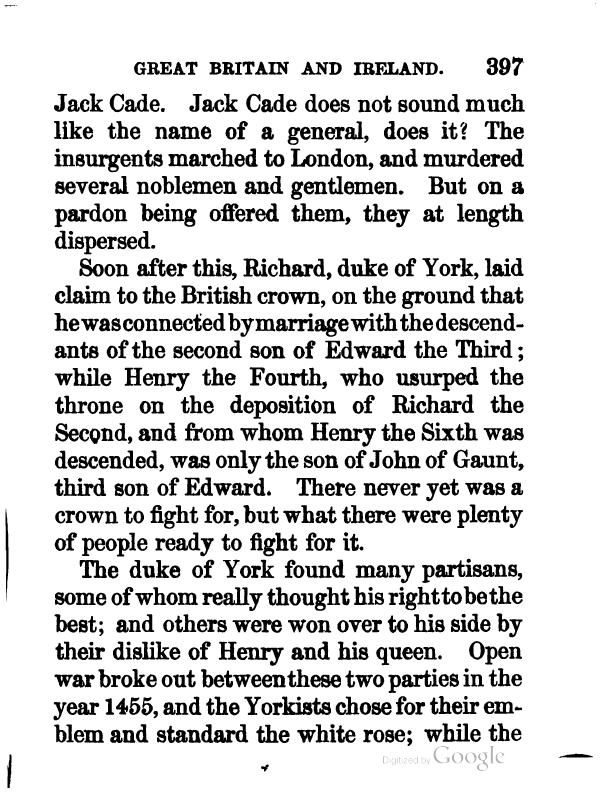 GREAT BRITAIN AND IRELAND. 397
Jack Cade. Jack Cade does not sound much
like the name of a general, does it? The
insurgents marched to London, and murdered
several noblemen and gentlemen. But on a
pardon being offered them, they at length
dispersed.
Soon after this, Richard, duke of York, laid
claim to the British crown, on the ground that
he was connected by marriage with the descend-
ants of the second son of Edward the Third;
while Henry the Fourth, who usurped the
throne on the deposition of Richard the
Second, and from whom Henry the Sixth was
descended, was only the son of John of Gaunt,
third son of Edward. There never yet was a
crown to fight for, but what there were plenty
of people ready to fight for it.
The duke of York found many partisans,
some of whom really thought his right to be the
best; and others were won over to his side by
their dislike of Henry and his queen. Open
war broke out between these two parties in the
year 1455, and the Yorkists chose for their em-
blem and standard the white rose; while the
Digitized by Google